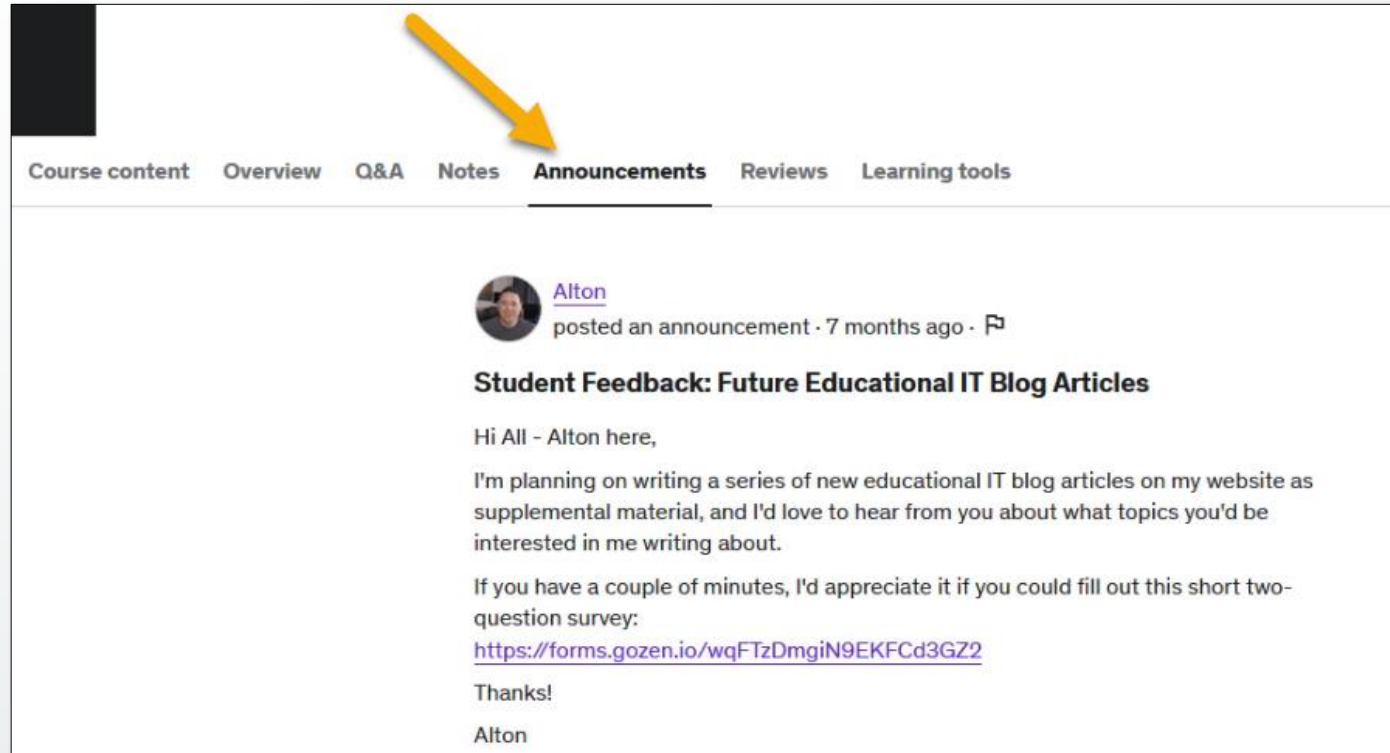 Course content Overview Q&A Notes Announcements Reviews Learning tools
Alton
posted an announcement · 7 months ago ·
Student Feedback: Future Educational IT Blog Articles
Hi All - Alton here,
I'm planning on writing a series of new educational IT blog articles on my website as
supplemental material, and I'd love to hear from you about what topics you'd be
interested in me writing about.
If you have a couple of minutes, I'd appreciate it if you could fill out this short two-
question survey:
https://forms.gozen.io/wqFTzDmgiN9EKFCd3GZ2
Thanks!
Alton